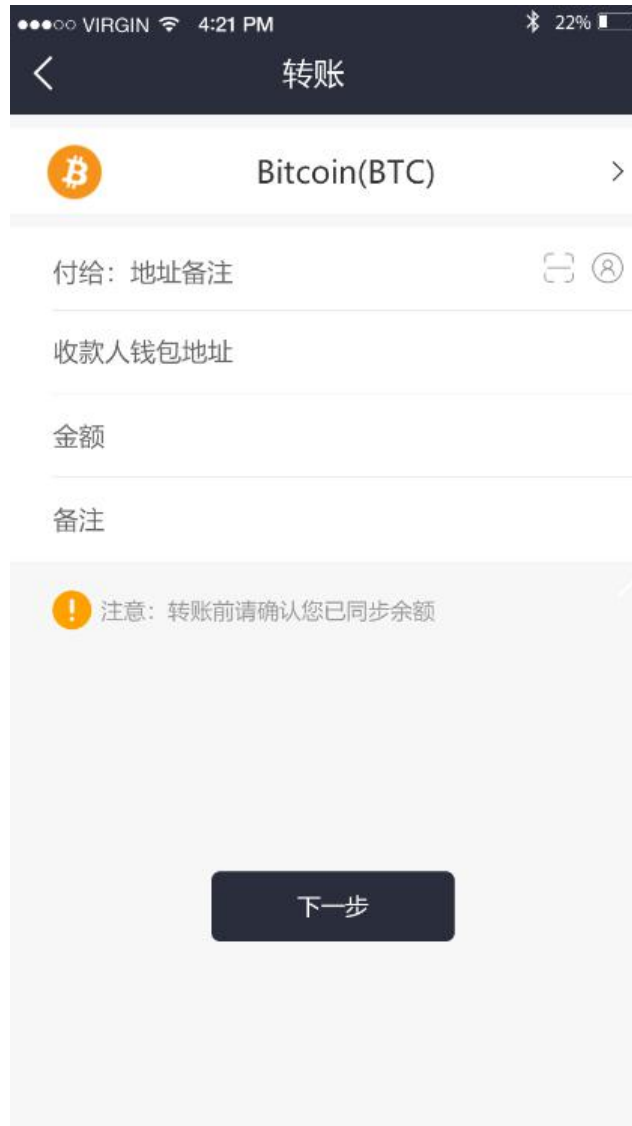 VIRGIN 4:21 PM 22%
转账
Bitcoin(BTC)
付给：地址备注
收款人钱包地址
金额
备注
注意：转账前请确认您已同步余额
下一步